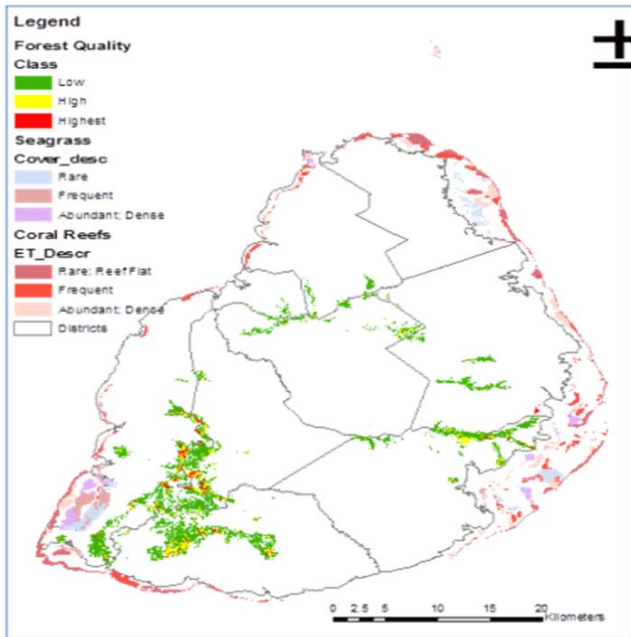 Legend
Forest Quality
Class
Low
High
Highest
Seagrass
Cover_desc
Rare
Frequent
Abundant; Dense
Coral Reefs
ET_Descr
Rare; Reef Flat
Frequent
Abundant; Dense
Districts
0 2.5 5 10 15 20
Kilometers